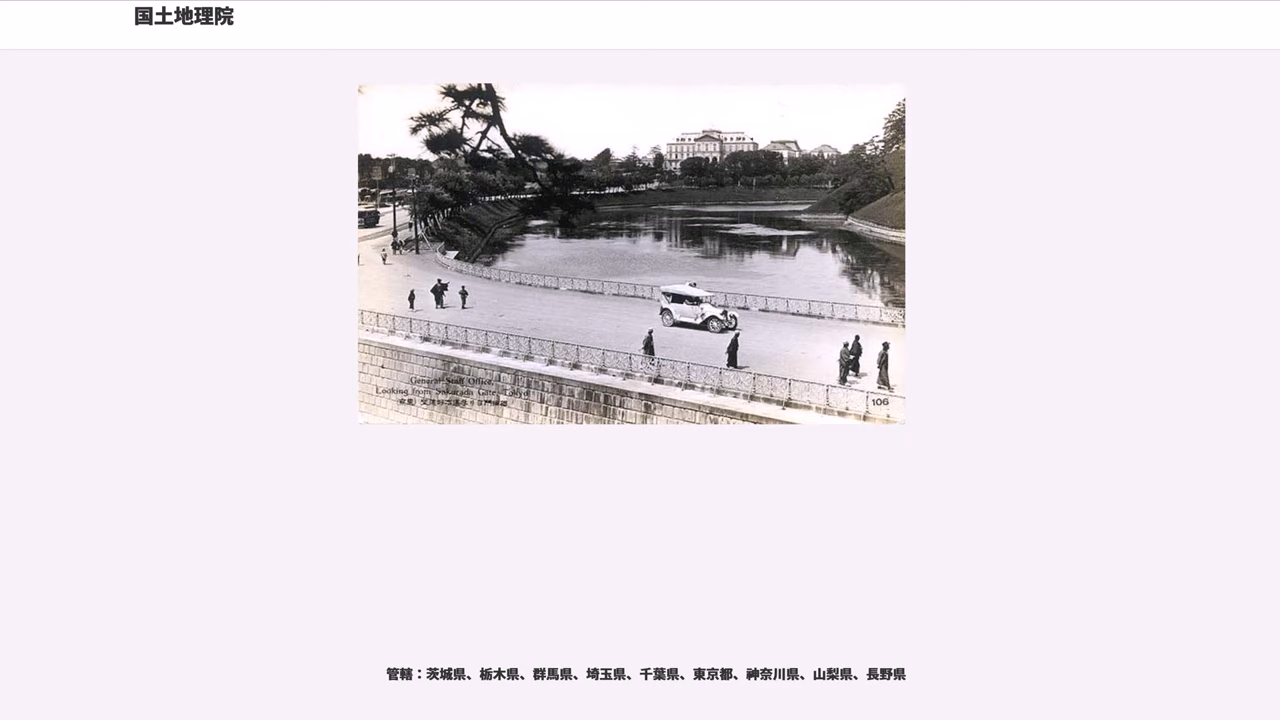 国土地理院
General Staff Office,
Looking from Sakurada Gate, Tokyo
106
管轄：茨城県、栃木県、群馬県、埼玉県、千葉県、東京都、神奈川県、山梨県、長野県